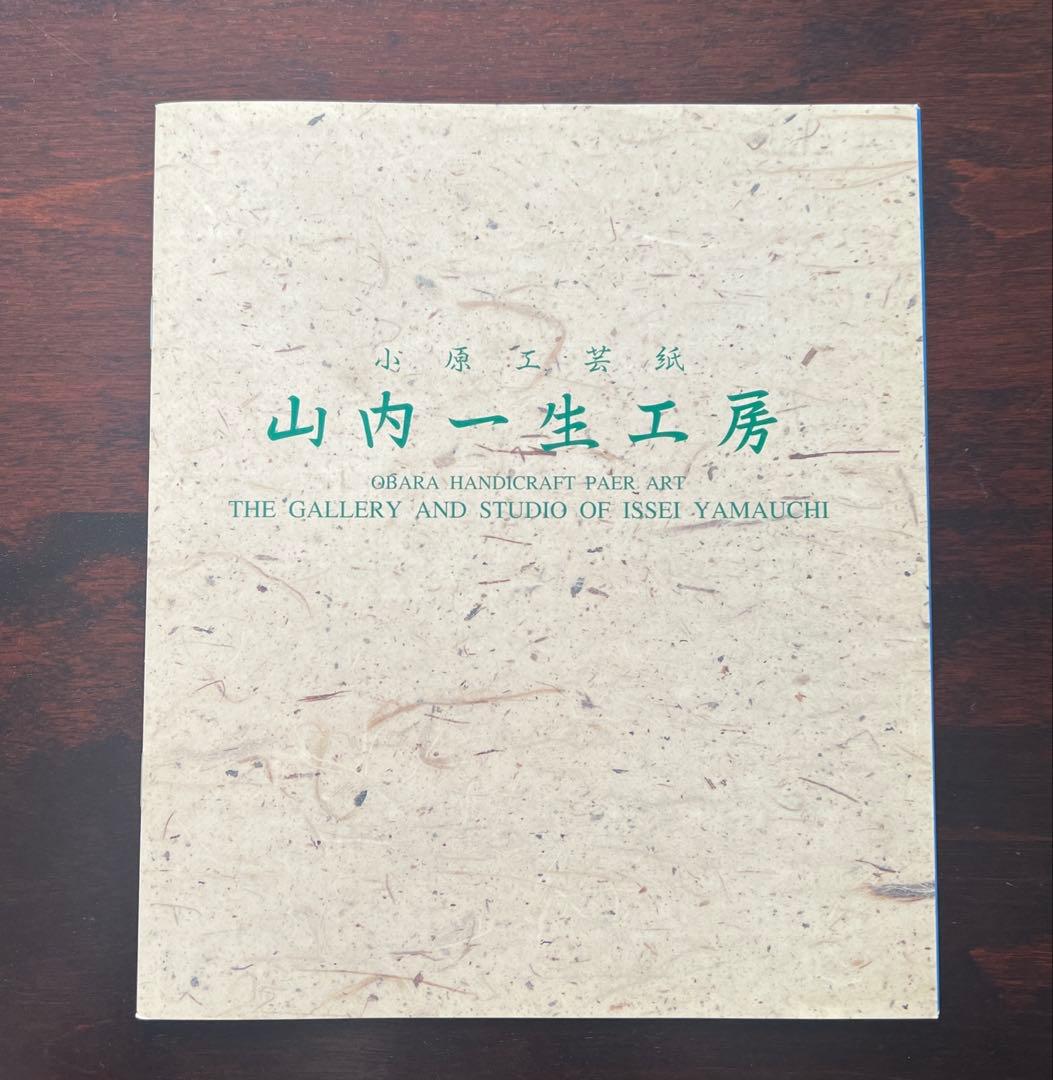 小原工芸紙
山内一生工房
OBARA HANDICRAFT PAER ART
THE GALLERY AND STUDIO OF ISSEI YAMAUCHI